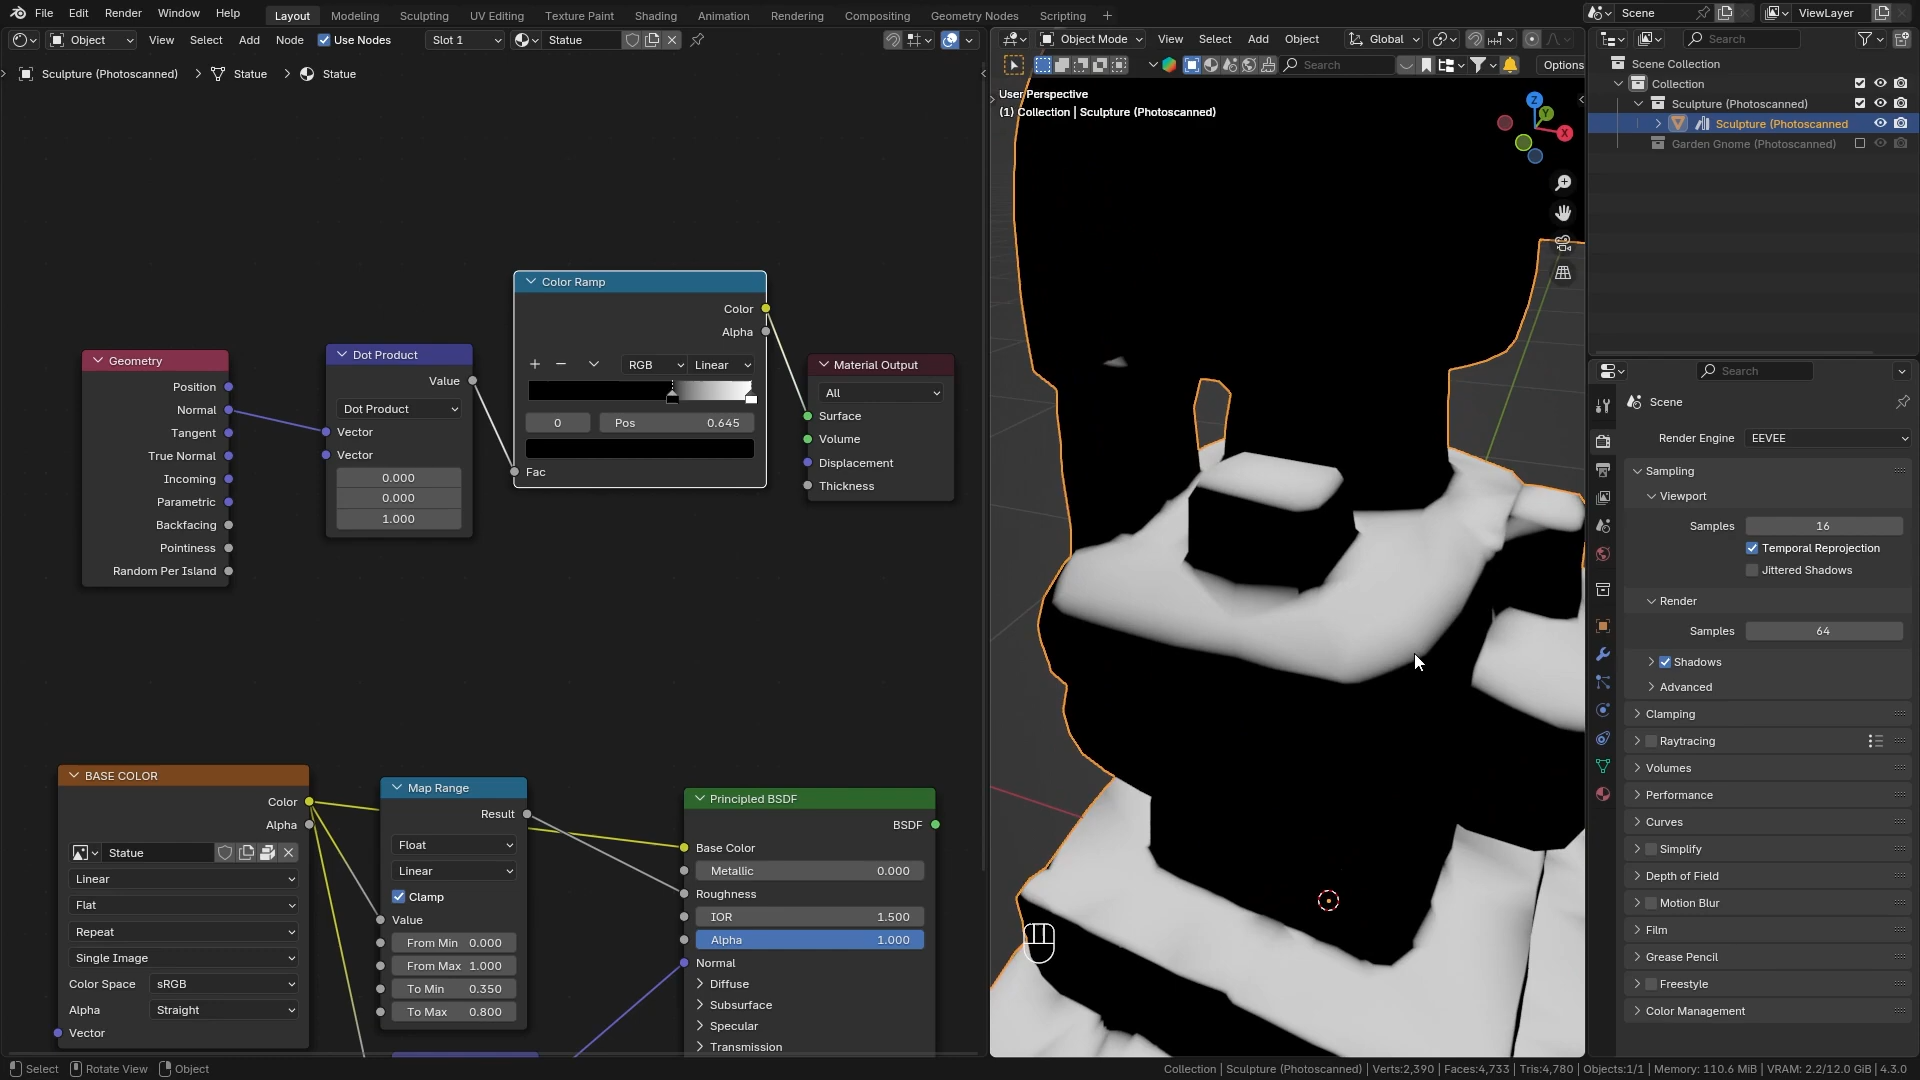 File Edit Render Window Help Layout Modeling Sculpting UV Editing Texture Paint Shading Animation Rendering Compositing Geometry Nodes Scripting + Scene ViewLayer
Object View Select Add Node Use Nodes Slot 1 Statue
Object Mode View Select Add Object Global
Search Options
Search
Sculpture (Photoscanned) > Statue > Statue
User Perspective
(1) Collection | Sculpture (Photoscanned)
Z
Y
X
Scene Collection
Collection
Sculpture (Photoscanned)
Sculpture (Photoscanned
Garden Gnome (Photoscanned)
Geometry
Position
Normal
Tangent
True Normal
Incoming
Parametric
Backfacing
Pointiness
Random Per Island
Dot Product
Value
Dot Product
Vector
Vector
0.000
0.000
1.000
Color Ramp
Color
Alpha
RGB Linear
0 Pos 0.645
Fac
Material Output
All
Surface
Volume
Displacement
Thickness
BASE COLOR
Color
Alpha
Statue
Linear
Flat
Repeat
Single Image
Color Space sRGB
Alpha Straight
Vector
Map Range
Result
Float
Linear
Clamp
Value
From Min 0.000
From Max 1.000
To Min 0.350
To Max 0.800
Principled BSDF
BSDF
Base Color
Metallic 0.000
Roughness
IOR 1.500
Alpha 1.000
Normal
Diffuse
Subsurface
Specular
Transmission
Search
Scene
Render Engine EEVEE
Sampling
Viewport
Samples 16
Temporal Reprojection
Jittered Shadows
Render
Samples 64
Shadows
Advanced
Clamping
Raytracing
Volumes
Performance
Curves
Simplify
Depth of Field
Motion Blur
Film
Grease Pencil
Freestyle
Color Management
Select Rotate View Object
Collection | Sculpture (Photoscanned) | Verts:2,390 | Faces:4,733 | Tris:4,780 | Objects:1/1 | Memory: 110.6 MiB | VRAM: 2.2/12.0 GiB | 4.3.0